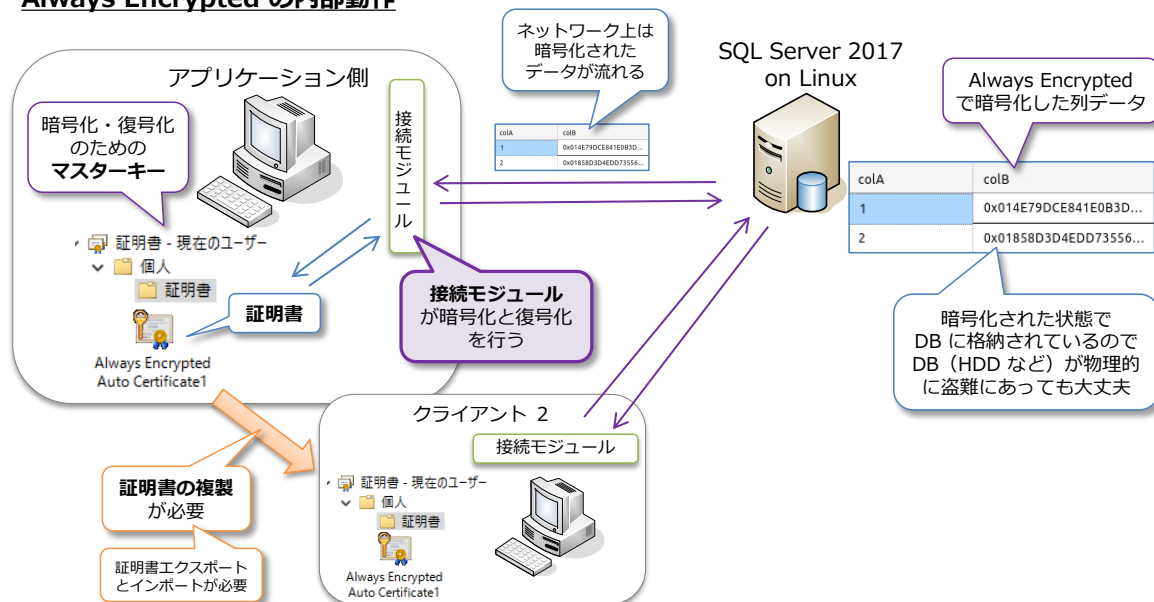 Always Encrypted の内部動作
アプリケーション側
暗号化・復号化
のための
マスターキー
接続モジュール
証明書 - 現在のユーザー
個人
証明書
証明書
Always Encrypted
Auto Certificate1
ネットワーク上は
暗号化された
データが流れる
colA colB
1 0x014E79DCE841E0B3D...
2 0x01858D3D4EDD73556...
接続モジュール
が暗号化と復号化
を行う
SQL Server 2017
on Linux
Always Encrypted
で暗号化した列データ
colA colB
1 0x014E79DCE841E0B3D...
2 0x01858D3D4EDD73556...
暗号化された状態で
DB に格納されているので
DB（HDD など）が物理的
に盗難にあっても大丈夫
クライアント 2
接続モジュール
証明書 - 現在のユーザー
個人
証明書
Always Encrypted
Auto Certificate1
証明書の複製
が必要
証明書エクスポート
とインポートが必要